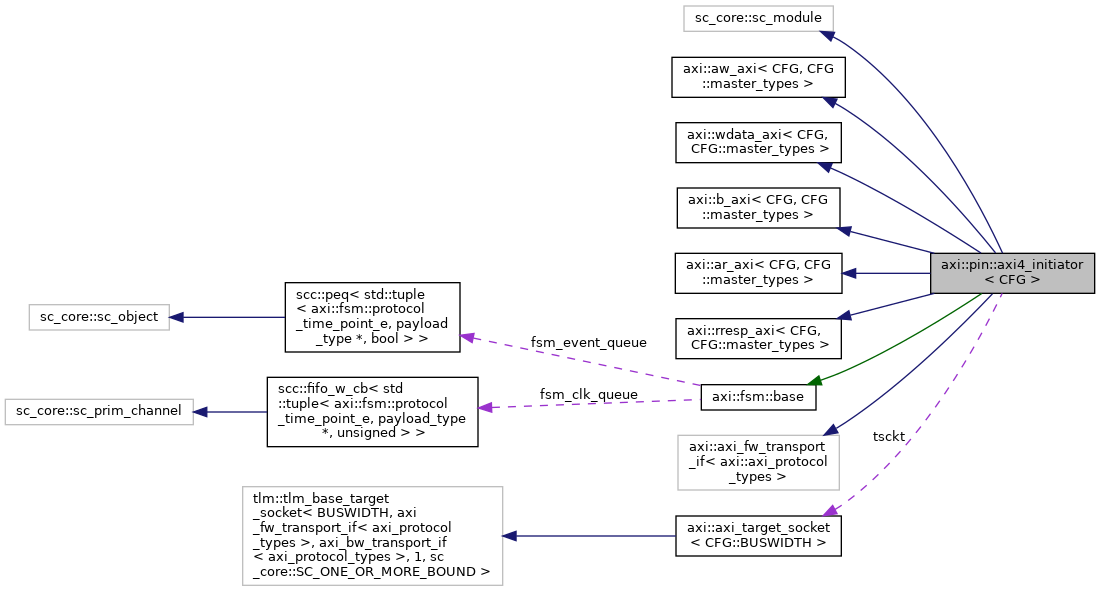 sc_core::sc_module
axi::aw_axi< CFG, CFG
::master_types >
axi::wdata_axi< CFG,
CFG::master_types >
axi::b_axi< CFG, CFG
::master_types >
axi::ar_axi< CFG, CFG
::master_types >
axi::pin::axi4_initiator
< CFG >
axi::rresp_axi< CFG,
CFG::master_types >
sc_core::sc_object
scc::peq< std::tuple
< axi::fsm::protocol
_time_point_e, payload
_type *, bool > >
fsm_event_queue
sc_core::sc_prim_channel
scc::fifo_w_cb< std
::tuple< axi::fsm::protocol
_time_point_e, payload_type
*, unsigned > >
fsm_clk_queue
axi::fsm::base
axi::axi_fw_transport
_if< axi::axi_protocol
_types >
tsckt
tlm::tlm_base_target
_socket< BUSWIDTH, axi
_fw_transport_if< axi_protocol
_types >, axi_bw_transport_if
< axi_protocol_types >, 1, sc
_core::SC_ONE_OR_MORE_BOUND >
axi::axi_target_socket
< CFG::BUSWIDTH >